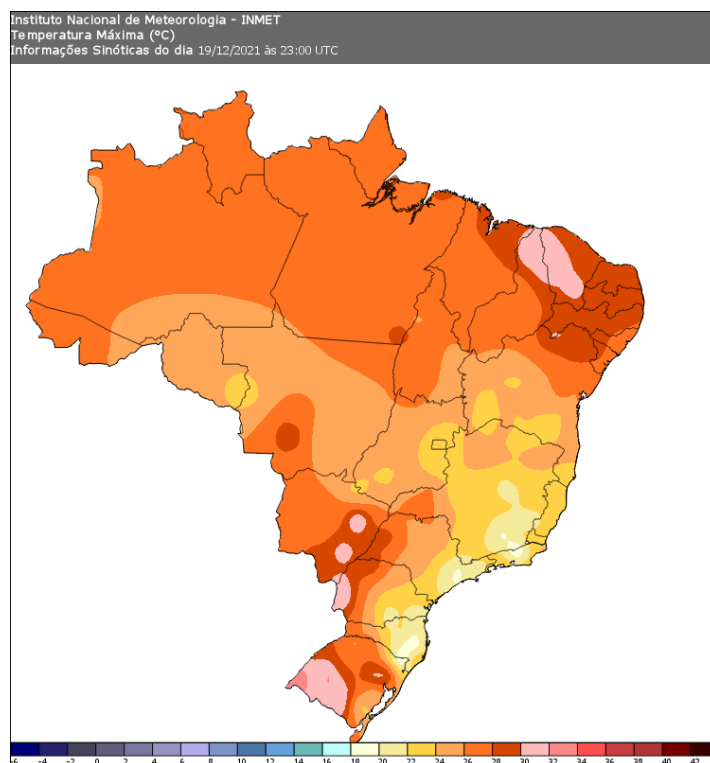 Instituto Nacional de Meteorologia - INMET
Temperatura Máxima (ºC)
Informações Sinóticas do dia 19/12/2021 às 23:00 UTC
-6 -4 -2 0 2 4 6 8 10 12 14 16 18 20 22 24 26 28 30 32 34 36 38 40 42